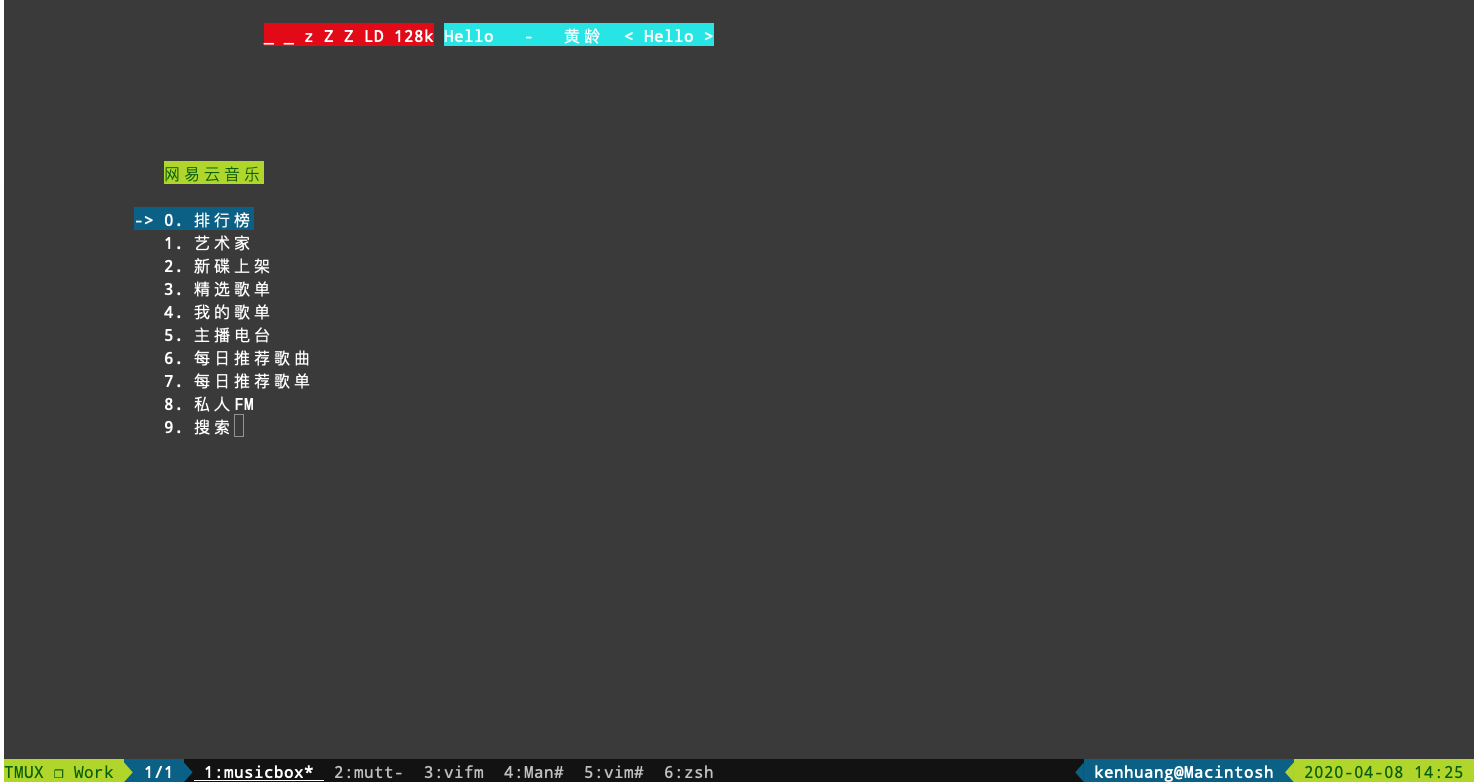 _ _ z Z Z LD 128k Hello - 黄龄 < Hello >
网易云音乐
-> 0. 排行榜
1. 艺术家
2. 新碟上架
3. 精选歌单
4. 我的歌单
5. 主播电台
6. 每日推荐歌曲
7. 每日推荐歌单
8. 私人FM
9. 搜索
TMUX ❐ Work 1/1 1:musicbox* 2:mutt- 3:vifm 4:Man# 5:vim# 6:zsh kenhuang@Macintosh 2020-04-08 14:25